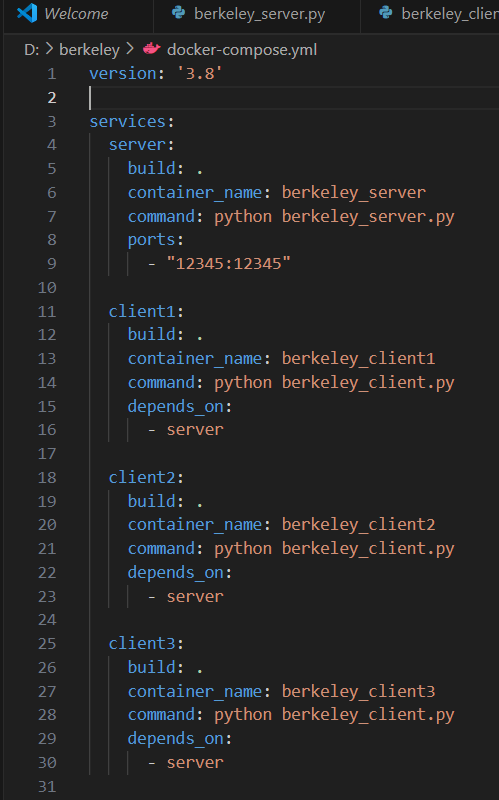 Welcome berkeley_server.py berkeley_clien
D: > berkeley > docker-compose.yml
1 version: '3.8'
2
3 services:
4   server:
5     build: .
6     container_name: berkeley_server
7     command: python berkeley_server.py
8     ports:
9       - "12345:12345"
10
11   client1:
12     build: .
13     container_name: berkeley_client1
14     command: python berkeley_client.py
15     depends_on:
16       - server
17
18   client2:
19     build: .
20     container_name: berkeley_client2
21     command: python berkeley_client.py
22     depends_on:
23       - server
24
25   client3:
26     build: .
27     container_name: berkeley_client3
28     command: python berkeley_client.py
29     depends_on:
30       - server
31